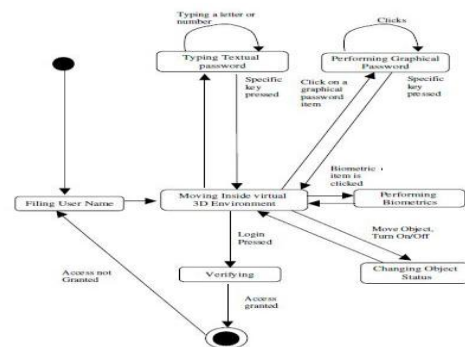 Typing a letter or
number
Clicks
Typing Textual
password
Performing Graphical
Password
Specific
key
pressed
Click on a
graphical
password
item
Specific
key
pressed
Biometric
item is
clicked
Filing User Name
Moving Inside virtual
3D Environment
Performing
Biometrics
Login
Pressed
Move Object,
Turn On/Off
Verifying
Changing Object
Status
Access not
Granted
Access
granted